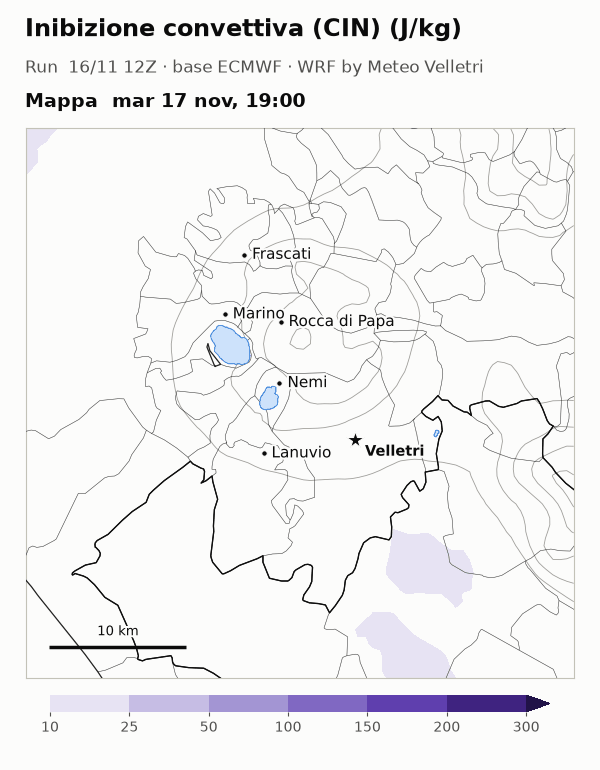 Inibizione convettiva (CIN) (J/kg)
Run  16/11 12Z · base ECMWF · WRF by Meteo Velletri
Mappa  mar 17 nov, 19:00
Frascati
Marino
Rocca di Papa
Nemi
Velletri
Lanuvio
10 km
10 25 50 100 150 200 300